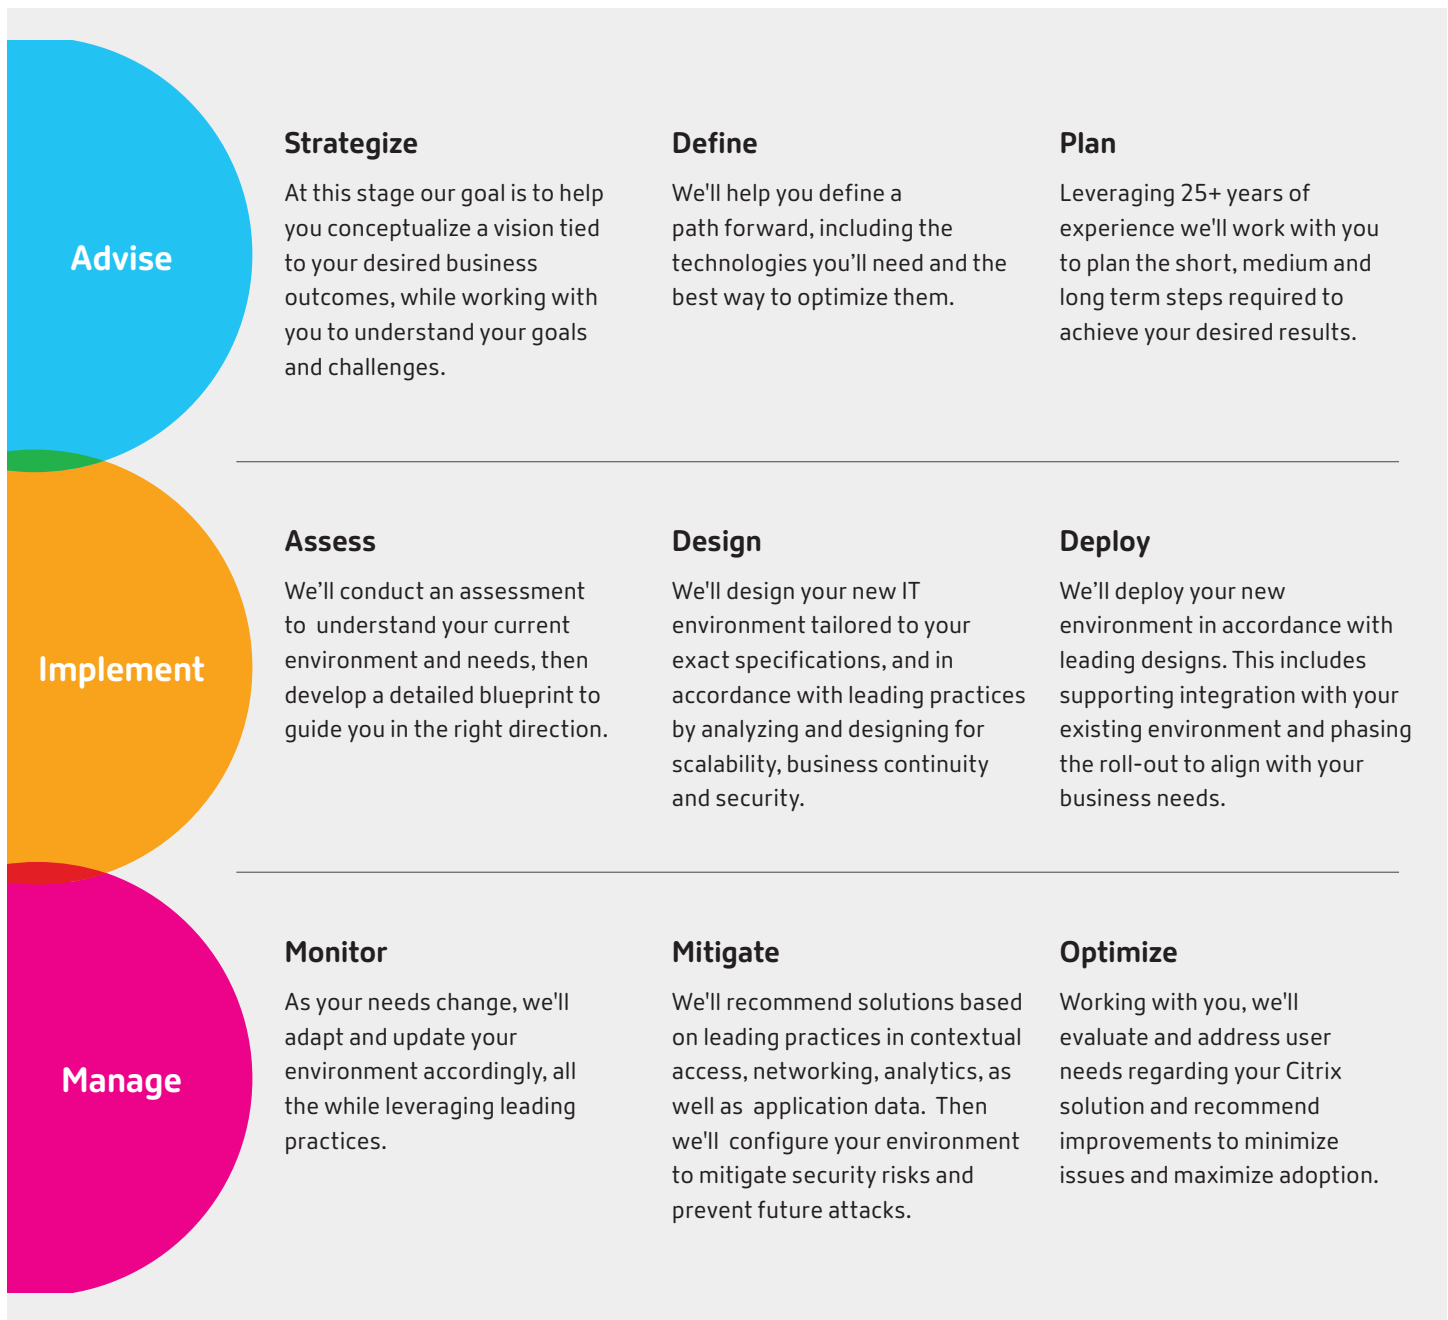 Advise
Strategize
At this stage our goal is to help
you conceptualize a vision tied
to your desired business
outcomes, while working with
you to understand your goals
and challenges.
Define
We'll help you define a
path forward, including the
technologies you’ll need and the
best way to optimize them.
Plan
Leveraging 25+ years of
experience we'll work with you
to plan the short, medium and
long term steps required to
achieve your desired results.
Implement
Assess
We’ll conduct an assessment
to understand your current
environment and needs, then
develop a detailed blueprint to
guide you in the right direction.
Design
We'll design your new IT
environment tailored to your
exact specifications, and in
accordance with leading practices
by analyzing and designing for
scalability, business continuity
and security.
Deploy
We’ll deploy your new
environment in accordance with
leading designs. This includes
supporting integration with your
existing environment and phasing
the roll-out to align with your
business needs.
Manage
Monitor
As your needs change, we'll
adapt and update your
environment accordingly, all
the while leveraging leading
practices.
Mitigate
We'll recommend solutions based
on leading practices in contextual
access, networking, analytics, as
well as application data. Then
we'll configure your environment
to mitigate security risks and
prevent future attacks.
Optimize
Working with you, we'll
evaluate and address user
needs regarding your Citrix
solution and recommend
improvements to minimize
issues and maximize adoption.